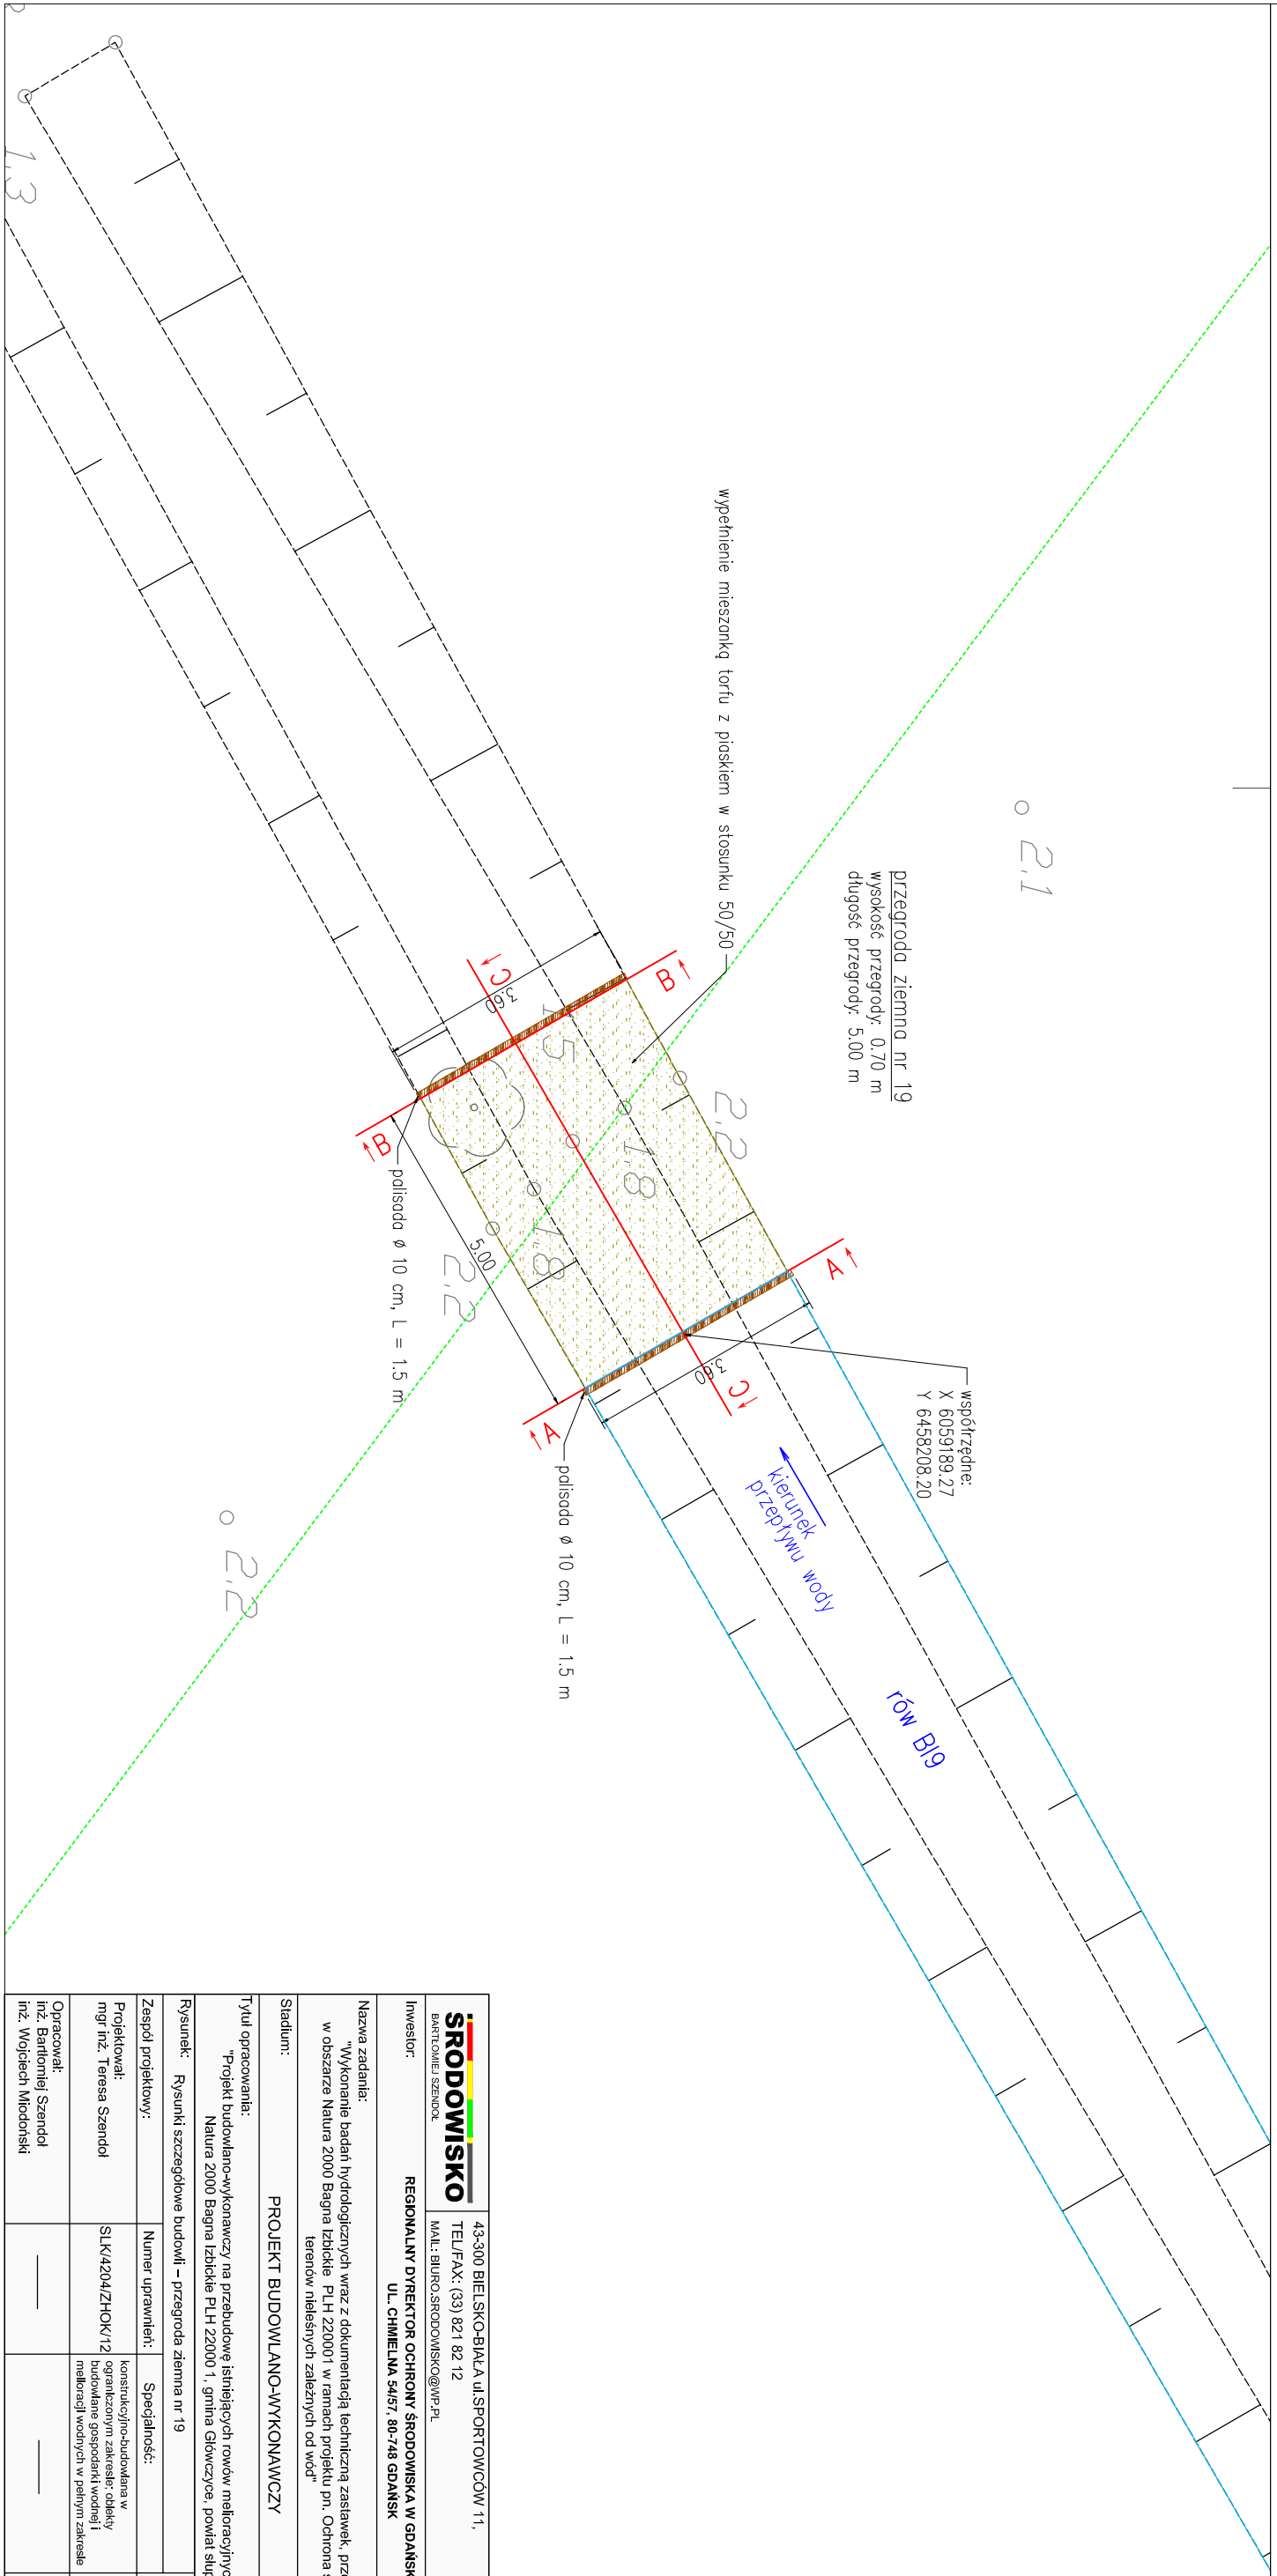 1,3
2.1
przegroda ziemna nr 19
wysokość przegrody: 0.70 m
długość przegrody: 5.00 m
wypełnienie mieszanką torfu z piaskiem w stosunku 50/50
B
C
3.60
1,5
2,2
1,8
1,8
2,2
B
palisada ø 10 cm, L = 1.5 m
5.00
A
3.60
C
A
palisada ø 10 cm, L = 1.5 m
współrzędne:
X 6059189.27
Y 6458208.20
kierunek
przepływu wody
rów BI9
2,2
ŚRODOWISKO
BARTŁOMIEJ SZENDOŁ
43-300 BIELSKO-BIAŁA ul.SPORTOWCÓW 11,
TEL/FAX: (33) 821 82 12
MAIL: BIURO.SRODOWISKO@WP.PL
Inwestor:
REGIONALNY DYREKTOR OCHRONY ŚRODOWISKA W GDAŃSK
UL. CHMIELNA 54/57, 80-748 GDAŃSK
Nazwa zadania:
"Wykonanie badań hydrologicznych wraz z dokumentacją techniczną zastawek, prze
w obszarze Natura 2000 Bagna Izbickie PLH 220001 w ramach projektu pn. Ochrona s
terenów nieleśnych zależnych od wód"
Stadium:
PROJEKT BUDOWLANO-WYKONAWCZY
Tytuł opracowania:
"Projekt budowlano-wykonawczy na przebudowę istniejących rowów melioracyjnyc
Natura 2000 Bagna Izbickie PLH 22000 1, gmina Główczyce, powiat słup
Rysunek: Rysunki szczegółowe budowli – przegroda ziemna nr 19
Zespół projektowy:
Numer uprawnień:
Specjalność:
Projektował:
mgr inż. Teresa Szendoł
SLK/4204/ZHOK/12
konstrukcyjno-budowlana w
ograniczonym zakresie: obiekty
budowlane gospodarki wodnej i
melioracji wodnych w pełnym zakresie
Opracował:
inż. Bartłomiej Szendoł
inż. Wojciech Miodoński